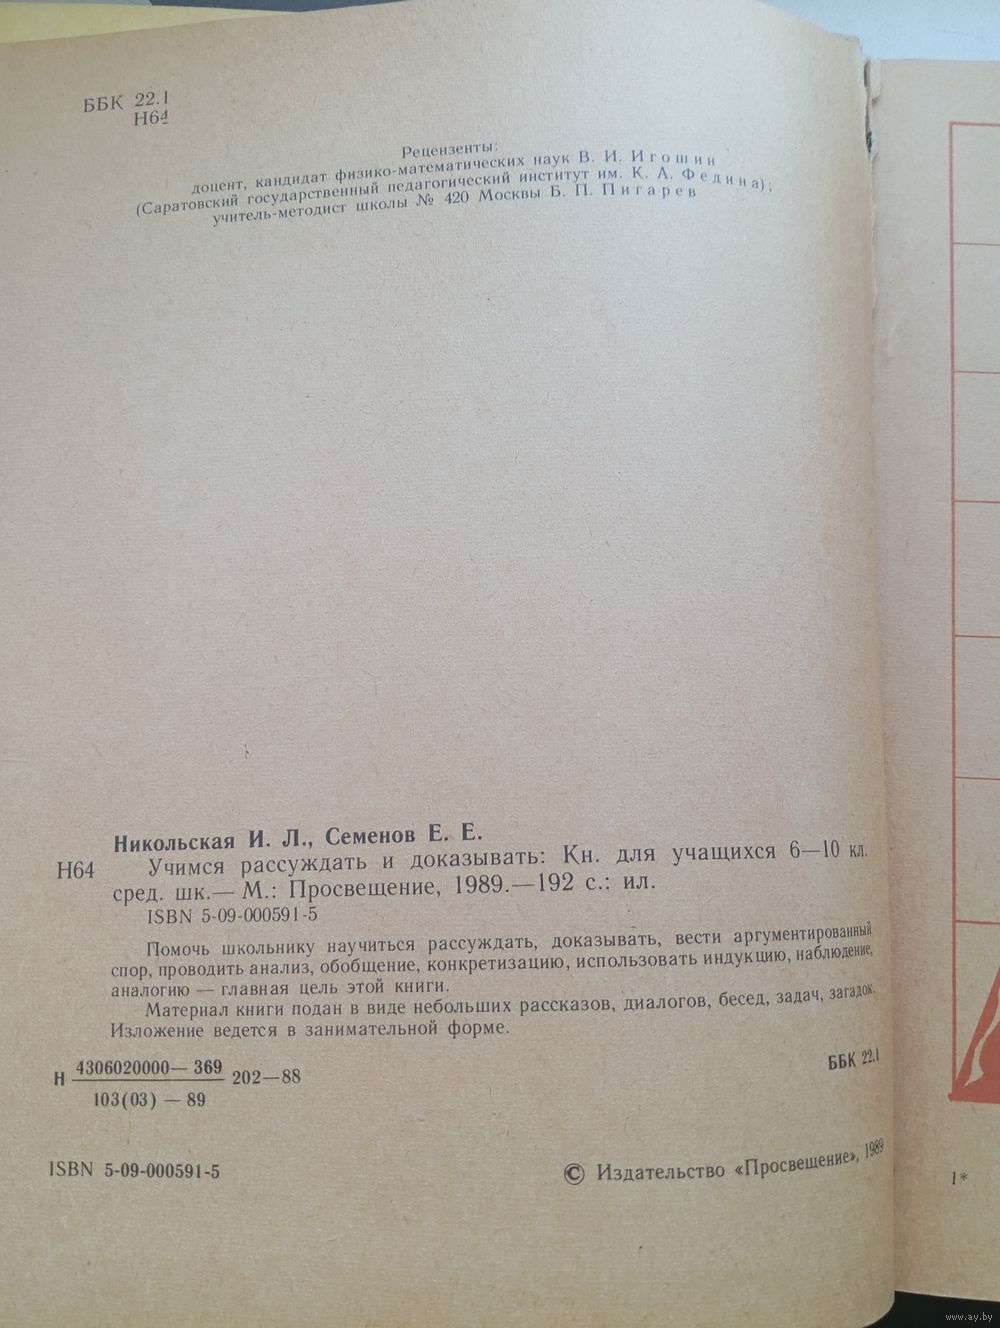 ББК 22.1
Н64
Рецензенты:
доцент, кандидат физико-математических наук В. И. Игошин
(Саратовский государственный педагогический институт им. К. А. Федина);
учитель-методист школы № 420 Москвы Б. П. Пигарев
Никольская И. Л., Семенов Е. Е.
Н64 Учимся рассуждать и доказывать: Кн. для учащихся 6—10 кл.
сред. шк.— М.: Просвещение, 1989.—192 с.: ил.
ISBN 5-09-000591-5
Помочь школьнику научиться рассуждать, доказывать, вести аргументированный
спор, проводить анализ, обобщение, конкретизацию, использовать индукцию, наблюдение,
аналогию — главная цель этой книги.
Материал книги подан в виде небольших рассказов, диалогов, бесед, задач, загадок.
Изложение ведется в занимательной форме.
Н 4306020000—369 202—88
103(03) — 89
ББК 22.1
ISBN 5-09-000591-5
© Издательство «Просвещение», 1989
1*
www.ay.by